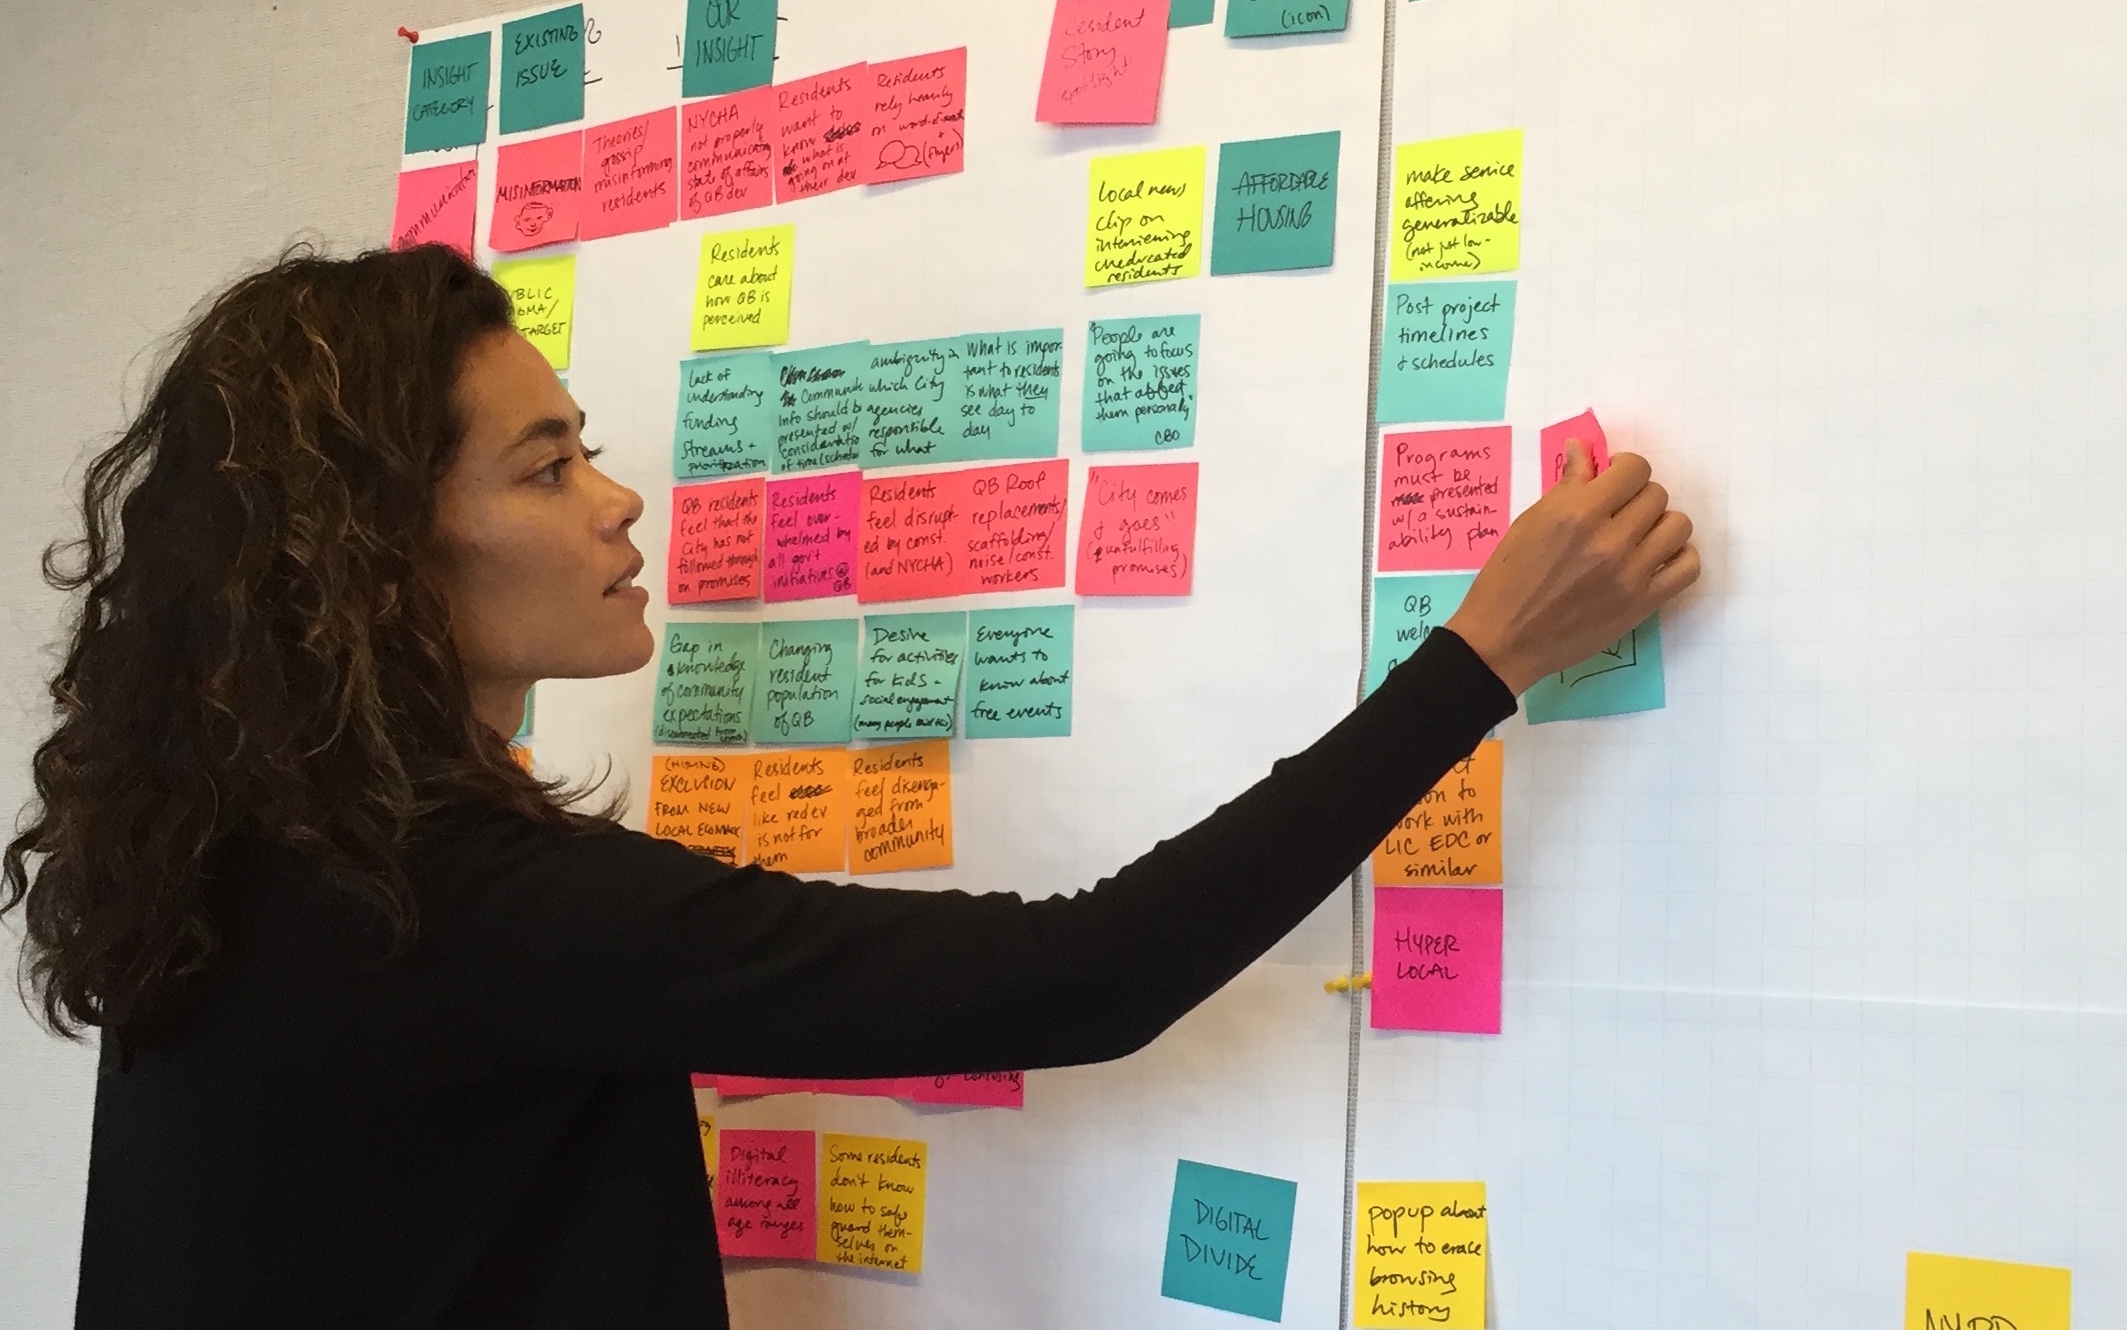 INSIGHT
CATEGORY
EXISTING
ISSUE
OUR
INSIGHT
MISINFORMATION
Theories/
gossip
misinforming
residents
NYCHA
not properly
communicating
state of affairs
of QB dev
Residents
want to
know
what is
going on at
their dev
Residents
rely heavily
on word-of-mouth
+
(flyers)
Resident
Story
spotlight
(icon)
Residents
care about
how QB is
perceived
Local news
clip on
interviewing
uneducated
residents
AFFORDABLE
HOUSING
make service
offering
generalizable
(not just low-
income)
Lack of
understanding
funding
streams +
prioritization
Info should be
presented w/
consideration
of time/schedule
ambiguity
which City
agencies
responsible
for what
What is impor-
tant to residents
is what they
see day to
day
"People are
going to focus
on the issues
that affect
them personally"
CBO
Post project
timelines
+ schedules
QB residents
feel that the
City has not
followed through
on promises
Residents
feel over-
whelmed by
all gov't
initiatives @
QB
Residents
feel disrupt-
ed by const.
(and NYCHA)
QB Roof
replacements/
scaffolding/
noise/const.
workers
"City comes
& goes"
(unfulfilling
promises)
Programs
must be
presented
w/ a sustain-
ability plan
Gap in
knowledge
of community
expectations
Changing
resident
population
of QB
Desire
for activities
for kids -
social engagement
Everyone
wants to
know about
free events
QB
(HIRING)
EXCLUSION
FROM NEW
LOCAL ECONOMY
Residents
feel
like redev
is not for
them
Residents
feel disenga-
ged from
broader
community
work with
LIC EDC or
similar
HYPER
LOCAL
Digital
illiteracy
among all
age ranges
Some residents
don't know
how to safe
guard them-
selves on
the internet
DIGITAL
DIVIDE
popup about
how to erase
browsing
history